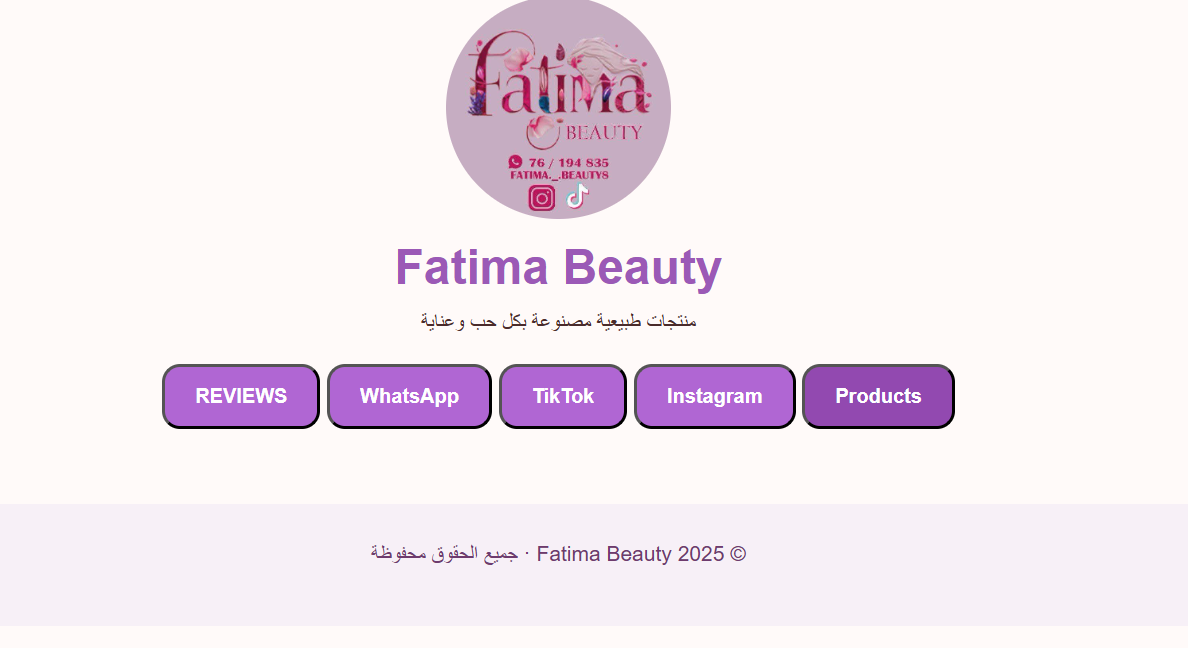 Fatima
BEAUTY
76 / 194 835
FATIMA._.BEAUTYS
Fatima Beauty
منتجات طبيعية مصنوعة بكل حب وعناية
Products
Instagram
TikTok
WhatsApp
REVIEWS
© 2025 Fatima Beauty · جميع الحقوق محفوظة